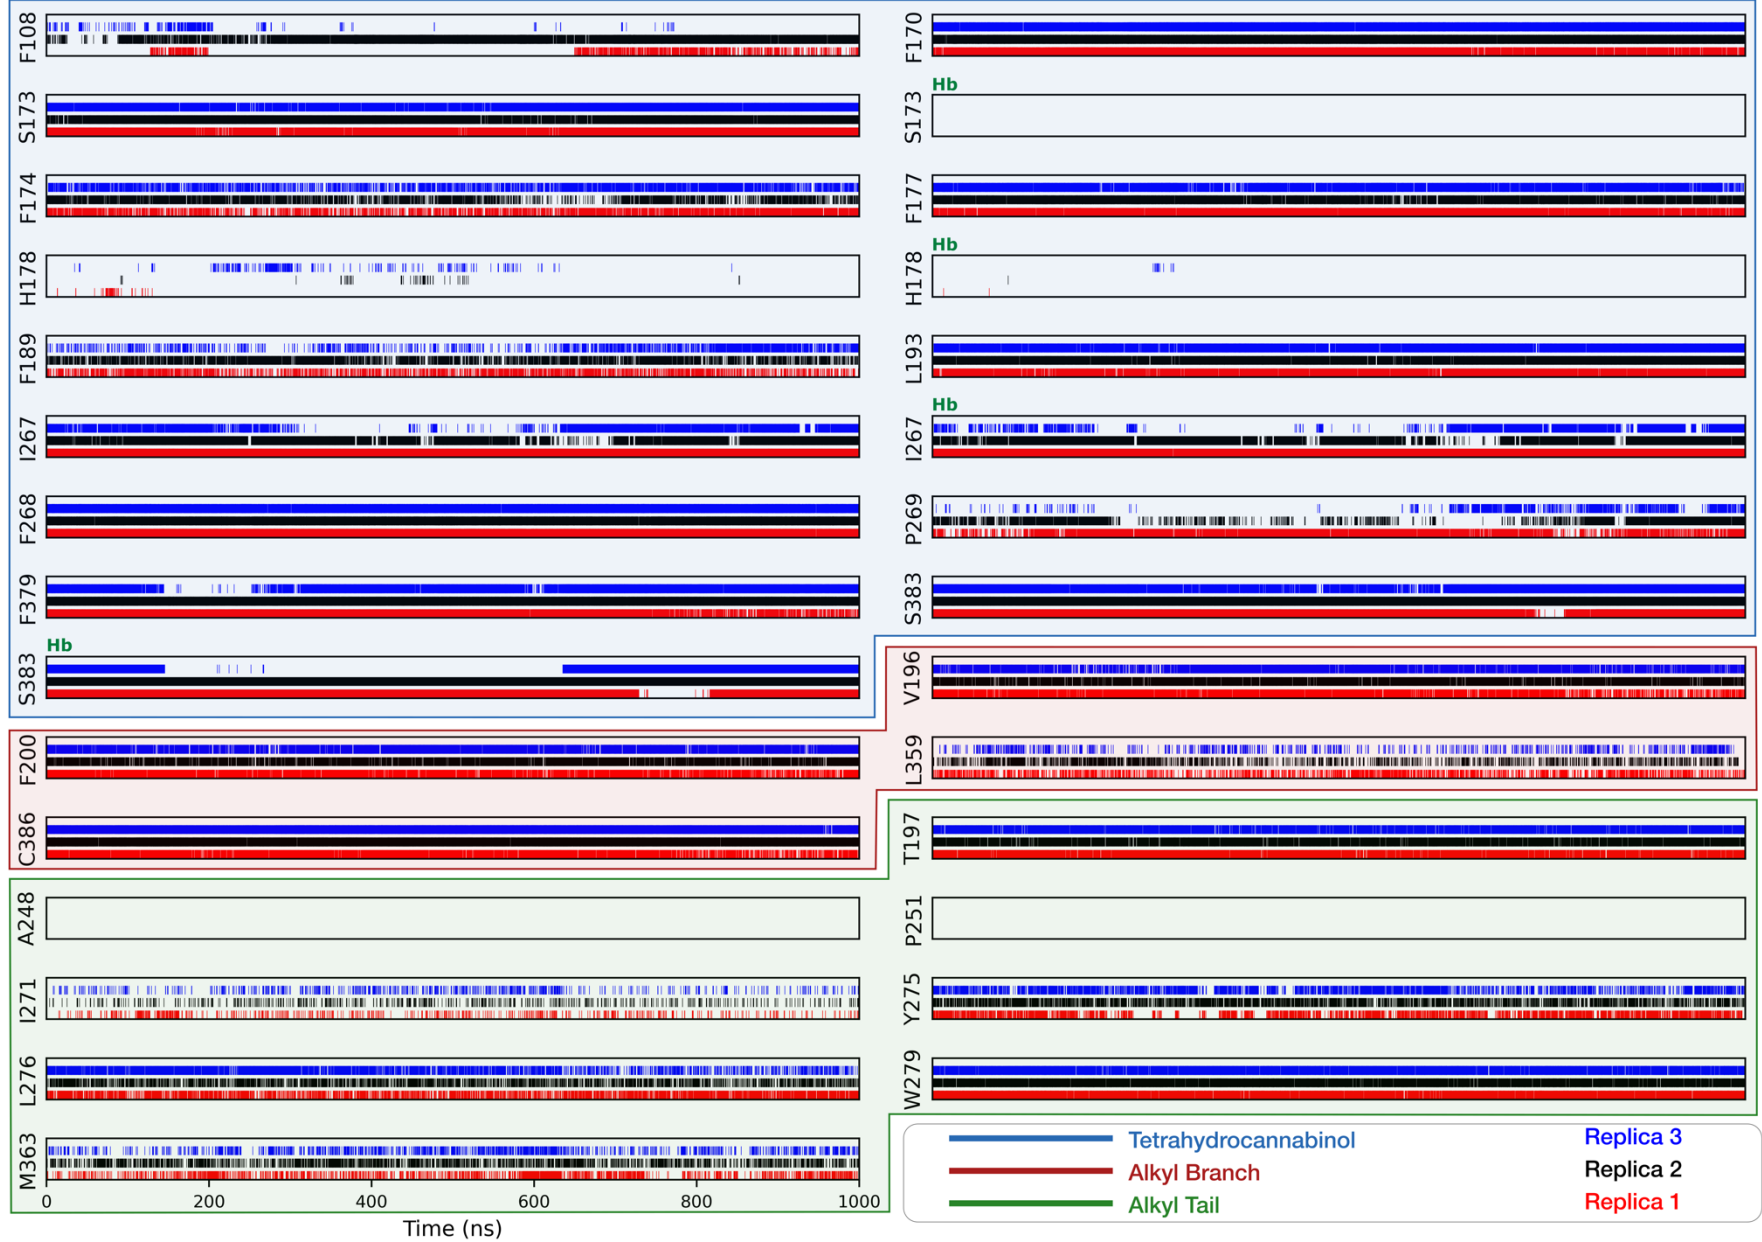 F108
F170
S173
Hb
S173
F174
F177
H178
Hb
H178
F189
L193
I267
Hb
I267
F268
P269
F379
S383
Hb
S383
V196
F200
L359
C386
T197
A248
P251
I271
Y275
L276
W279
M363
0 200 400 600 800 1000
Time (ns)
Tetrahydrocannabinol Replica 3
Alkyl Branch Replica 2
Alkyl Tail Replica 1